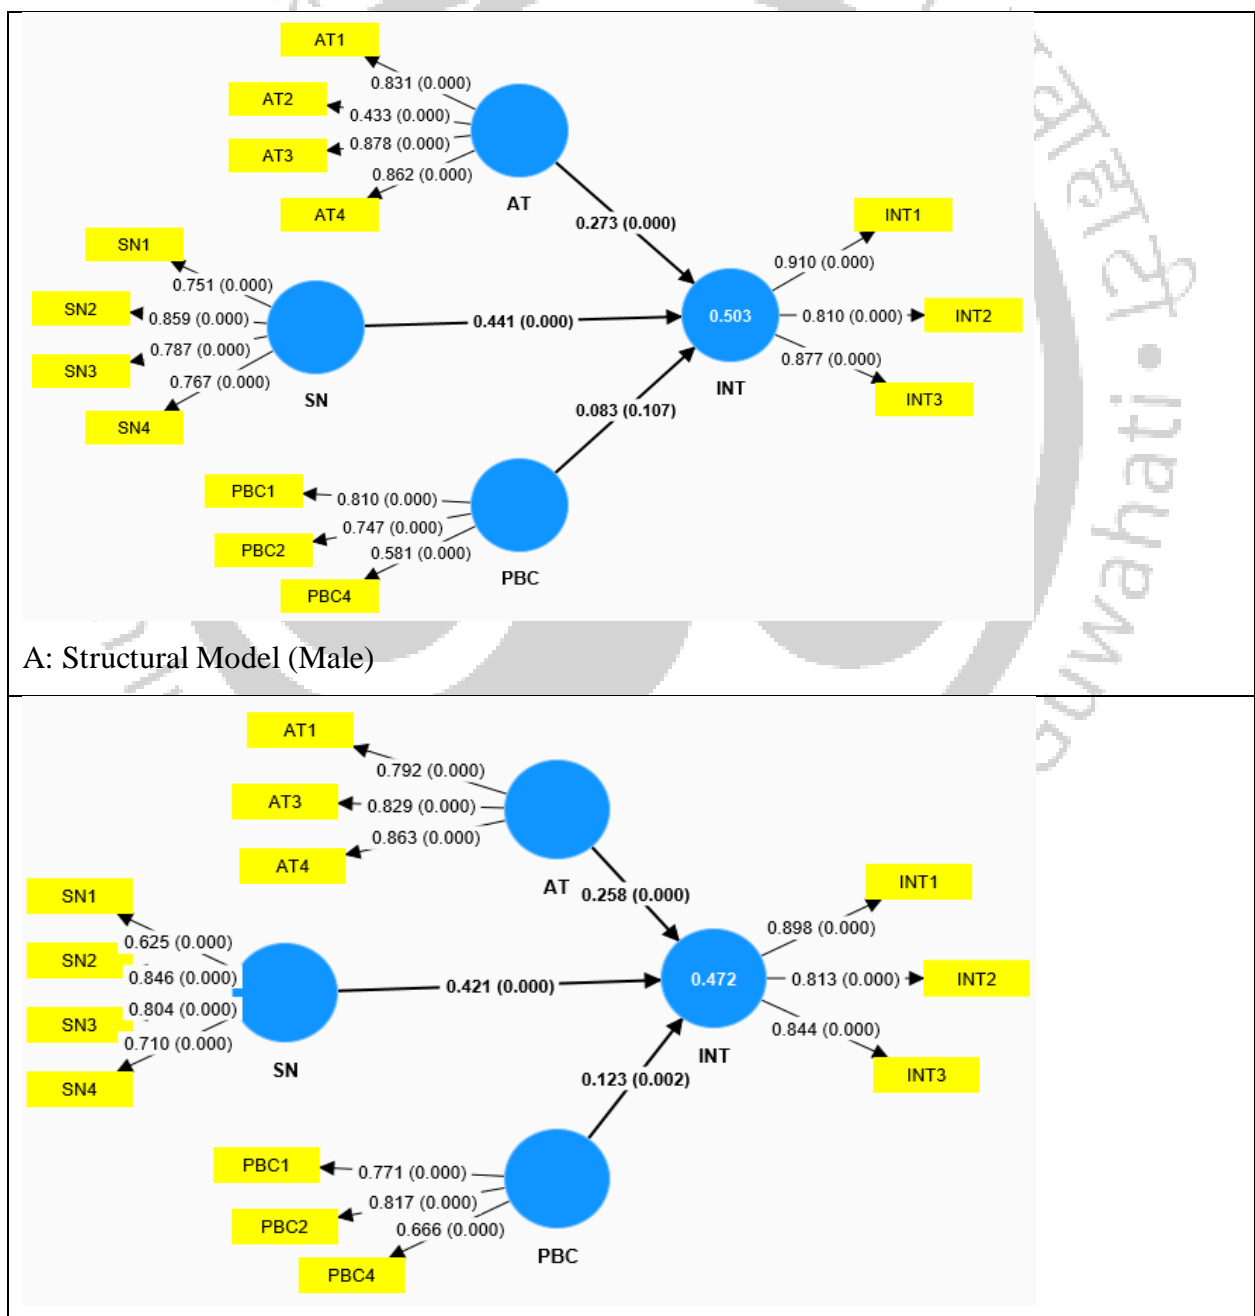 AT1
0.831 (0.000)
AT2
0.433 (0.000)
AT3
0.878 (0.000)
AT4
0.862 (0.000)
AT
0.273 (0.000)
SN1
0.751 (0.000)
SN2
0.859 (0.000)
SN3
0.787 (0.000)
SN4
0.767 (0.000)
SN
0.441 (0.000)
PBC1
0.810 (0.000)
PBC2
0.747 (0.000)
PBC4
0.581 (0.000)
PBC
0.083 (0.107)
0.503
INT
INT1
0.910 (0.000)
INT2
0.810 (0.000)
INT3
0.877 (0.000)
A: Structural Model (Male)
AT1
0.792 (0.000)
AT3
0.829 (0.000)
AT4
0.863 (0.000)
AT
0.258 (0.000)
SN1
0.625 (0.000)
SN2
0.846 (0.000)
SN3
0.804 (0.000)
SN4
0.710 (0.000)
SN
0.421 (0.000)
PBC1
0.771 (0.000)
PBC2
0.817 (0.000)
PBC4
0.666 (0.000)
PBC
0.123 (0.002)
0.472
INT
INT1
0.898 (0.000)
INT2
0.813 (0.000)
INT3
0.844 (0.000)
Guwahati